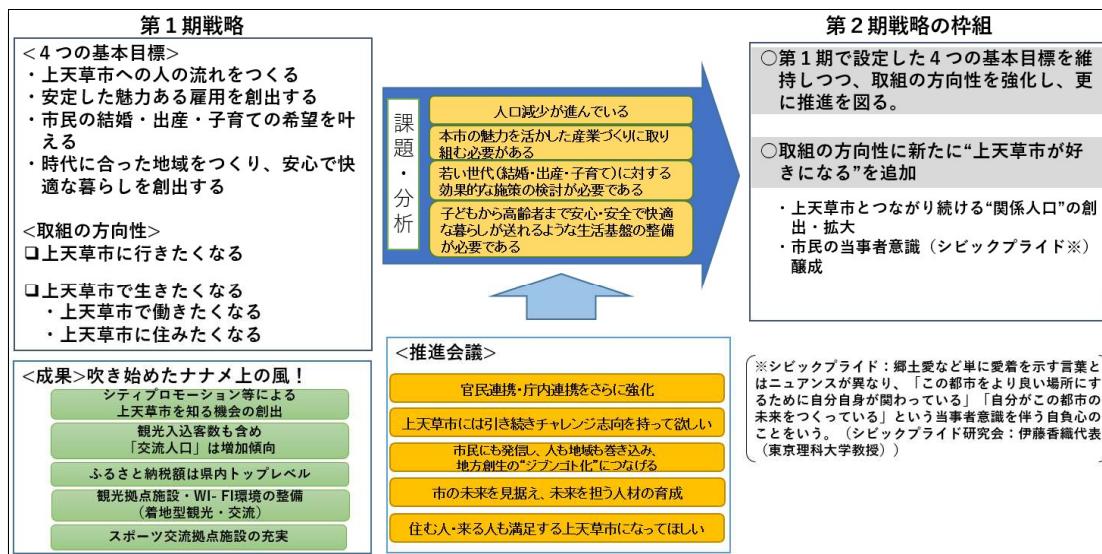 第１期戦略
＜４つの基本目標＞
・上天草市への人の流れをつくる
・安定した魅力ある雇用を創出する
・市民の結婚・出産・子育ての希望を叶
える
・時代に合った地域をつくり、安心で快
適な暮らしを創出する
＜取組の方向性＞
❑上天草市に行きたくなる
❑上天草市で生きたくなる
・上天草市で働きたくなる
・上天草市に住みたくなる
＜成果＞吹き始めたナナメ上の風！
シティプロモーション等による
上天草市を知る機会の創出
観光入込客数も含め
「交流人口」は増加傾向
ふるさと納税額は県内トップレベル
観光拠点施設・WI- FI環境の整備
（着地型観光・交流）
スポーツ交流拠点施設の充実
課題・分析
人口減少が進んでいる
本市の魅力を活かした産業づくりに取り
組む必要がある
若い世代（結婚・出産・子育て）に対する
効果的な施策の検討が必要である
子どもから高齢者まで安心・安全で快適
な暮らしが送れるような生活基盤の整備
が必要である
＜推進会議＞
官民連携・庁内連携をさらに強化
上天草市には引き続きチャレンジ志向を持って欲しい
市民にも発信し、人も地域も巻き込み、
地方創生の“ジブンゴト化”につなげる
市の未来を見据え、未来を担う人材の育成
住む人・来る人も満足する上天草市になってほしい
第２期戦略の枠組
○第１期で設定した４つの基本目標を維
持しつつ、取組の方向性を強化し、更
に推進を図る。
○取組の方向性に新たに“上天草市が好
きになる”を追加
・上天草市とつながり続ける“関係人口”の創
出・拡大
・市民の当事者意識（シビックプライド※）
醸成
※シビックプライド：郷土愛など単に愛着を示す言葉と
はニュアンスが異なり、「この都市をより良い場所にす
るために自分自身が関わっている」「自分がこの都市の
未来をつくっている」という当事者意識を伴う自負心の
ことをいう。（シビックプライド研究会：伊藤香織代表
（東京理科大学教授））